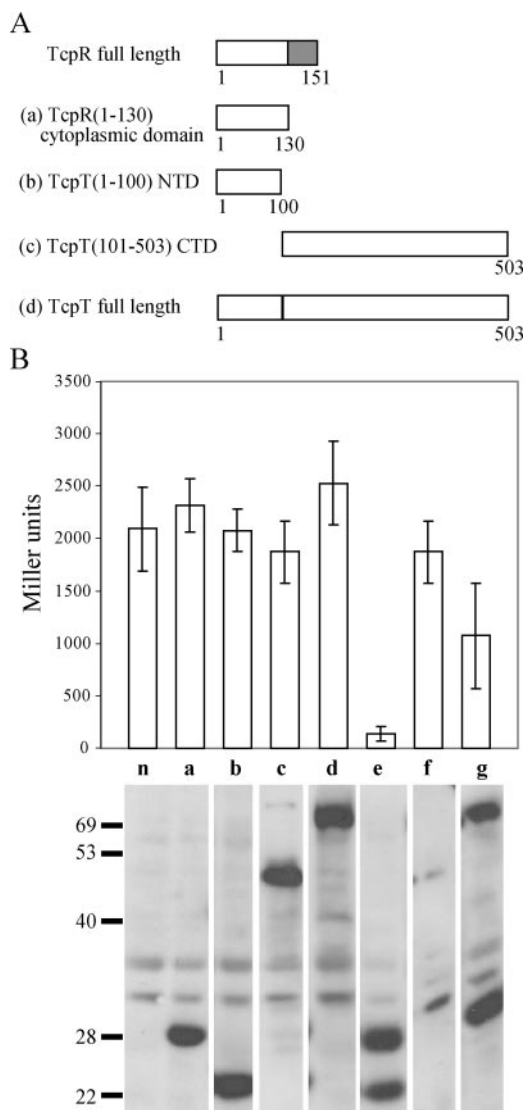 A
TcpR full length
1 151
(a) TcpR(1-130)
cytoplasmic domain
1 130
(b) TcpT(1-100) NTD
1 100
(c) TcpT(101-503) CTD
503
(d) TcpT full length
1 503
B
Miller units
3500
3000
2500
2000
1500
1000
500
0
n a b c d e f g
69
53
40
28
22